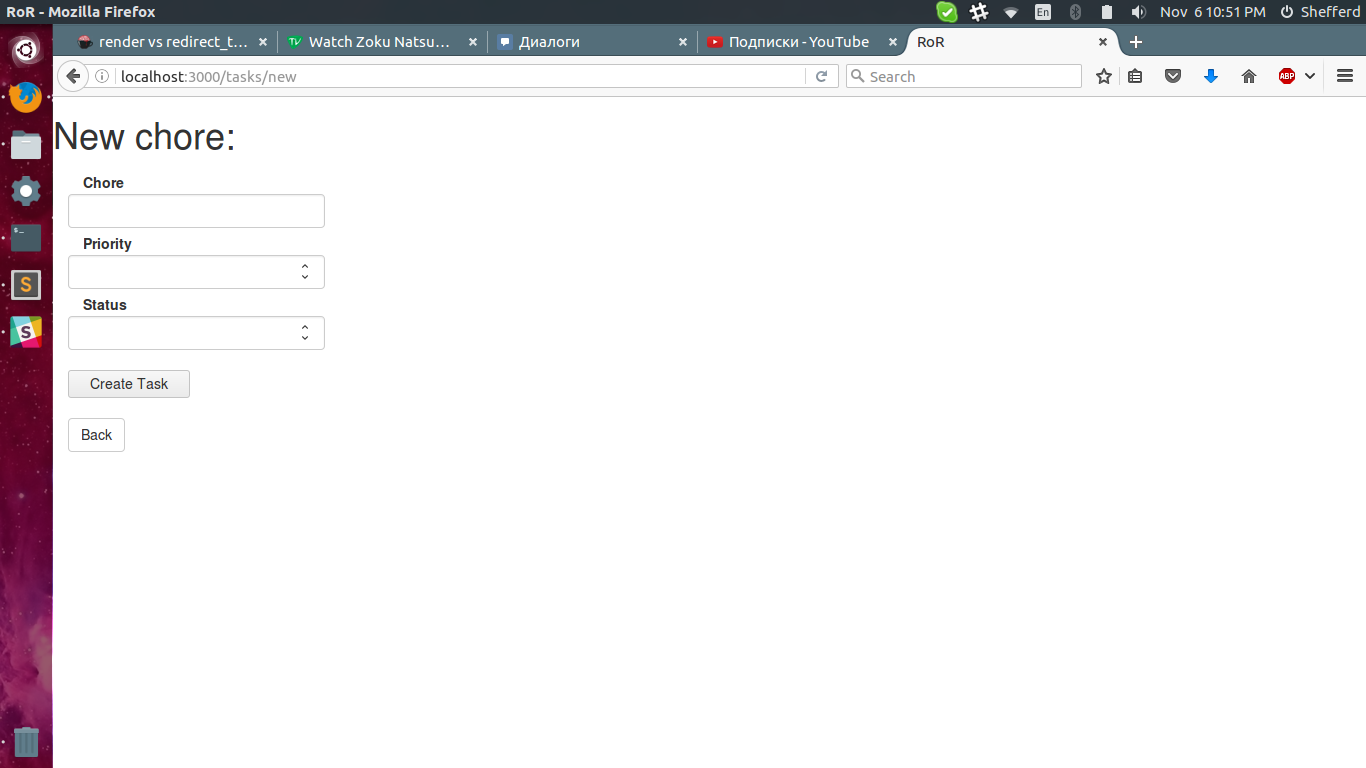 RoR - Mozilla Firefox
En
Nov 6 10:51 PM
Shefferd
render vs redirect_t...
TV
Watch Zoku Natsu...
Диалоги
Подписки - YouTube
RoR
localhost:3000/tasks/new
Search
ABP
New chore:
Chore
Priority
Status
Create Task
Back
$_
S
S